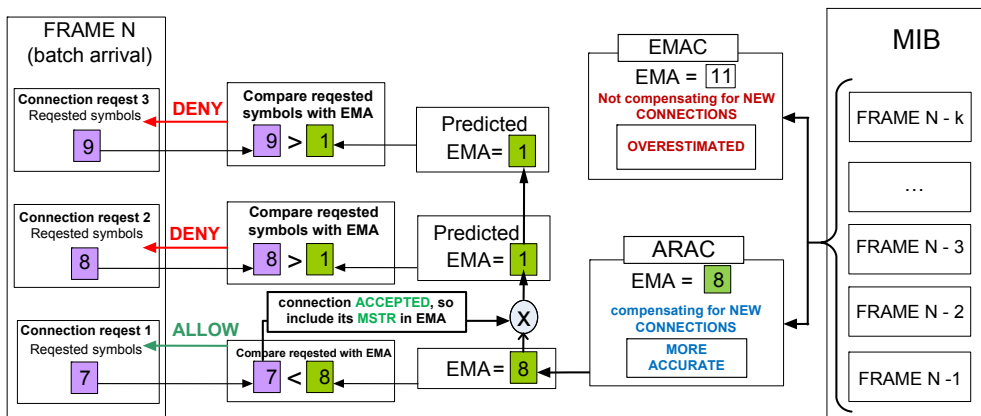 FRAME N
(batch arrival)
Connection reqest 3
Reqested symbols
9
DENY
Compare reqested
symbols with EMA
9 > 1
Predicted
EMA= 1
Connection reqest 2
Reqested symbols
8
DENY
Compare reqested
symbols with EMA
8 > 1
Predicted
EMA= 1
connection ACCEPTED, so
include its MSTR in EMA
X
Connection reqest 1
Reqested symbols
7
ALLOW
Compare reqested with EMA
7 < 8
EMA= 8
EMAC
EMA = 11
Not compensating for NEW
CONNECTIONS
OVERESTIMATED
ARAC
EMA = 8
compensating for NEW
CONNECTIONS
MORE
ACCURATE
MIB
FRAME N - k
...
FRAME N - 3
FRAME N - 2
FRAME N -1